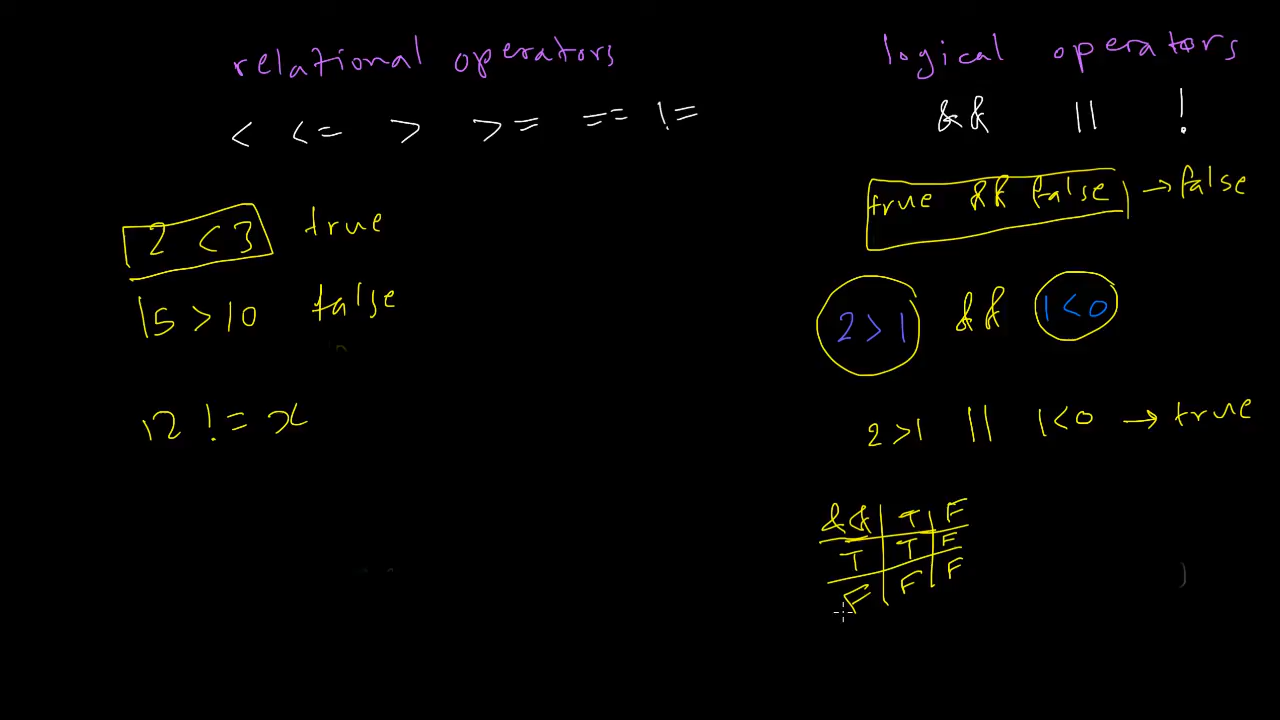 relational operators
< <= > >= == !=
2 < 3 true
15 > 10 false
12 != x
logical operators
&& || !
true && false → false
2 > 1 && 1 < 0
2 > 1 || 1 < 0 → true
&& T F
T T F
F F F